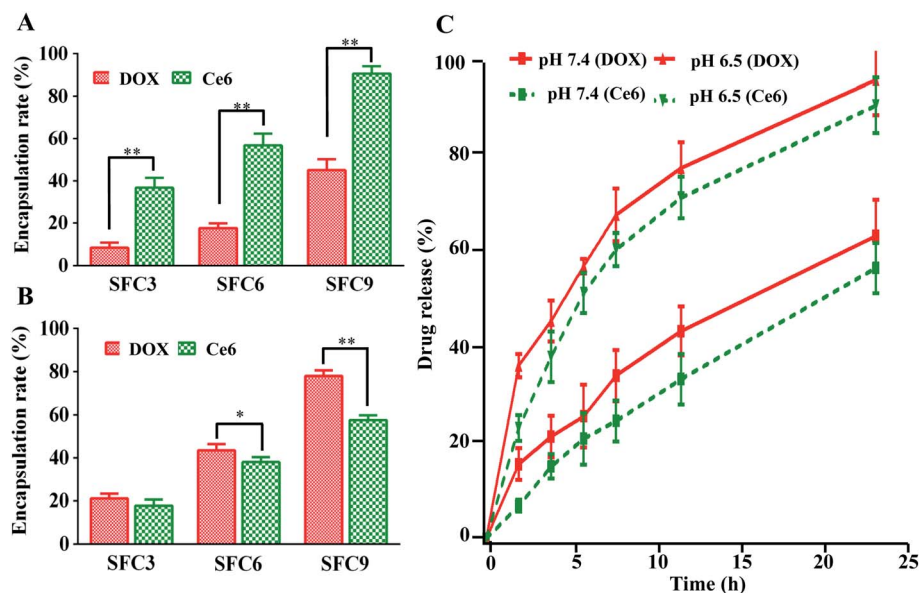 A
Encapsulation rate (%)
100
80
60
40
20
0
DOX
Ce6
**
**
**
SFC3
SFC6
SFC9
B
Encapsulation rate (%)
100
80
60
40
20
0
DOX
Ce6
*
**
SFC3
SFC6
SFC9
C
Drug release (%)
100
80
60
40
20
0
pH 7.4 (DOX)
pH 6.5 (DOX)
pH 7.4 (Ce6)
pH 6.5 (Ce6)
0
5
10
15
20
25
Time (h)